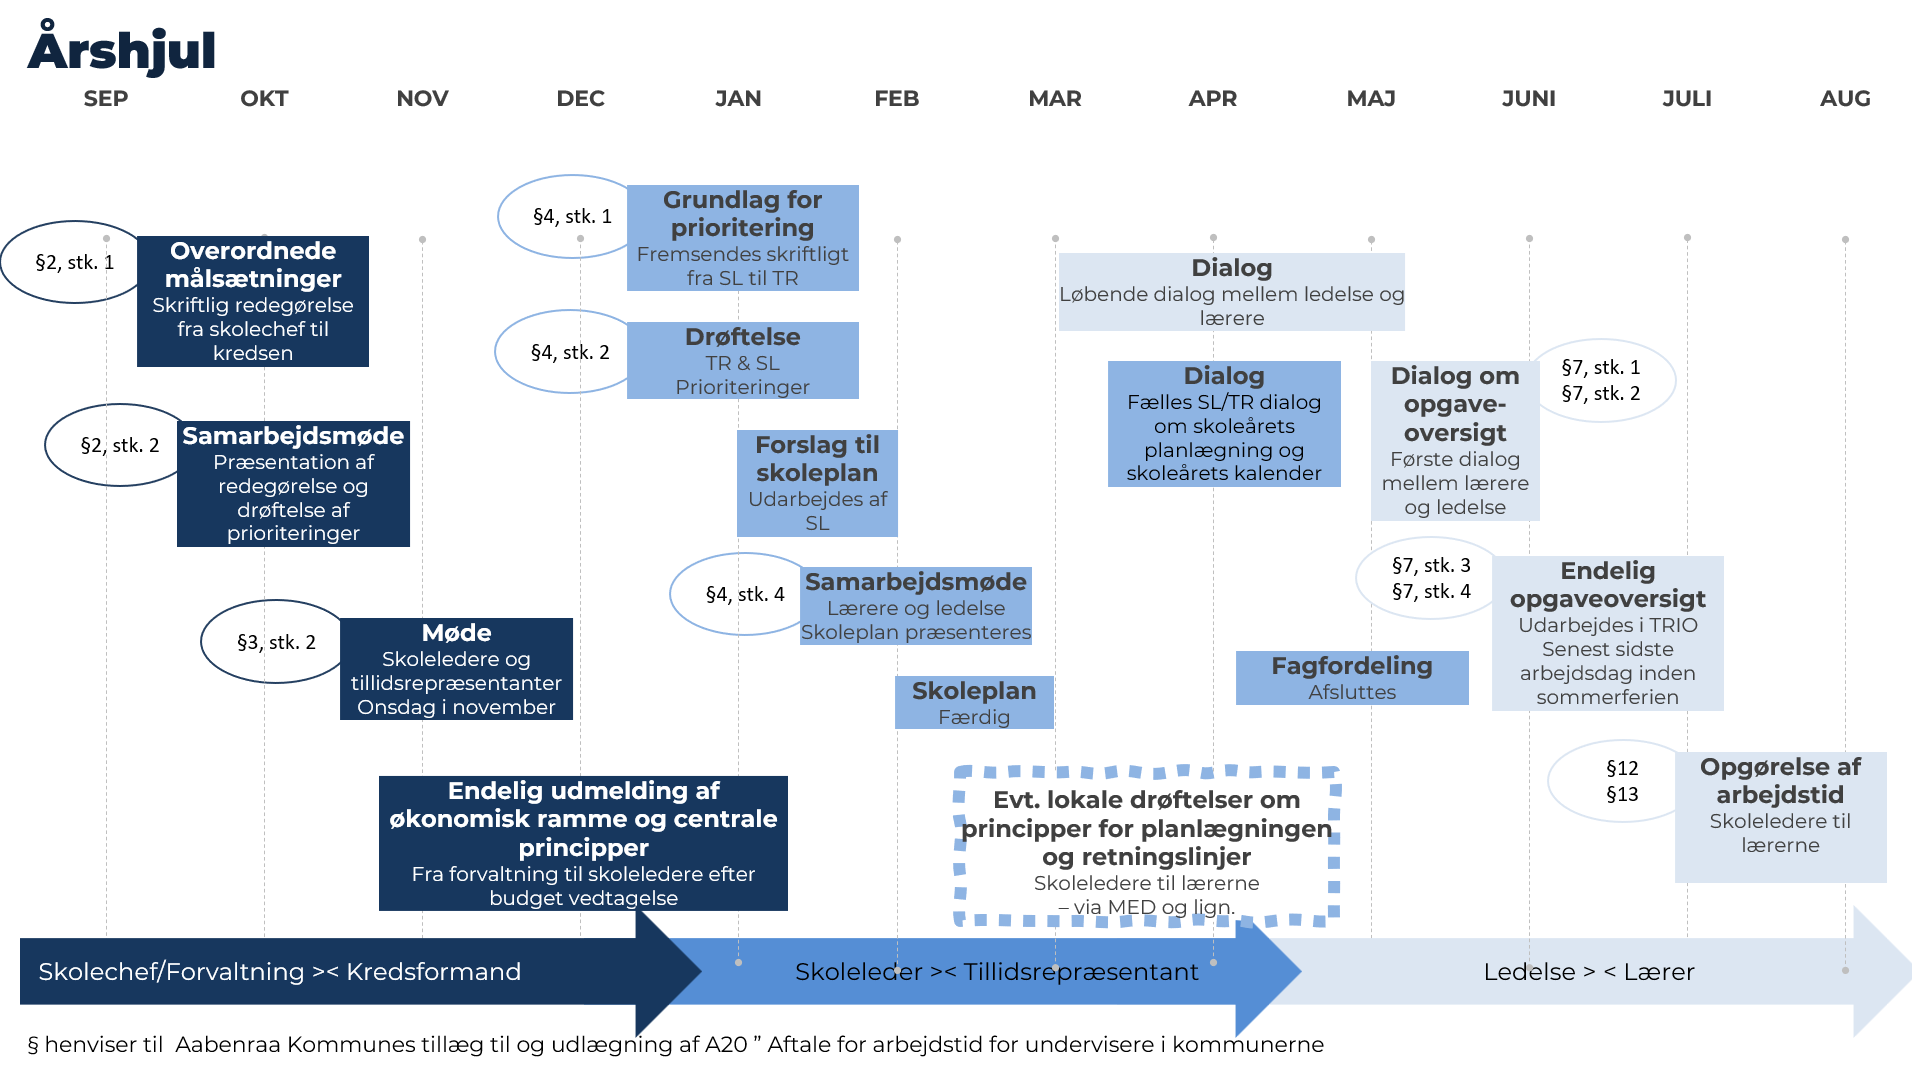 Årshjul
SEP OKT NOV DEC JAN FEB MAR APR MAJ JUNI JULI AUG
§2, stk. 1
Overordnede
målsætninger
Skriftlig redegørelse
fra skolechef til
kredsen
§2, stk. 2
Samarbejdsmøde
Præsentation af
redegørelse og
drøftelse af
prioriteringer
§3, stk. 2
Møde
Skoleledere og
tillidsrepræsentanter
Onsdag i november
Endelig udmelding af
økonomisk ramme og centrale
principper
Fra forvaltning til skoleledere efter
budget vedtagelse
§4, stk. 1
Grundlag for
prioritering
Fremsendes skriftligt
fra SL til TR
§4, stk. 2
Drøftelse
TR & SL
Prioriteringer
Forslag til
skoleplan
Udarbejdes af
SL
§4, stk. 4
Samarbejdsmøde
Lærere og ledelse
Skoleplan præsenteres
Skoleplan
Færdig
Evt. lokale drøftelser om
principper for planlægningen
og retningslinjer
Skoleledere til lærerne
– via MED og lign.
Dialog
Løbende dialog mellem ledelse og
lærere
Dialog
Fælles SL/TR dialog
om skoleårets
planlægning og
skoleårets kalender
Dialog om
opgave-
oversigt
Første dialog
mellem lærere
og ledelse
§7, stk. 1
§7, stk. 2
§7, stk. 3
§7, stk. 4
Endelig
opgaveoversigt
Udarbejdes i TRIO
Senest sidste
arbejdsdag inden
sommerferien
Fagfordeling
Afsluttes
§12
§13
Opgørelse af
arbejdstid
Skoleledere til
lærerne
Skolechef/Forvaltning >< Kredsformand
Skoleleder >< Tillidsrepræsentant
Ledelse > < Lærer
§ henviser til  Aabenraa Kommunes tillæg til og udlægning af A20 ” Aftale for arbejdstid for undervisere i kommunerne